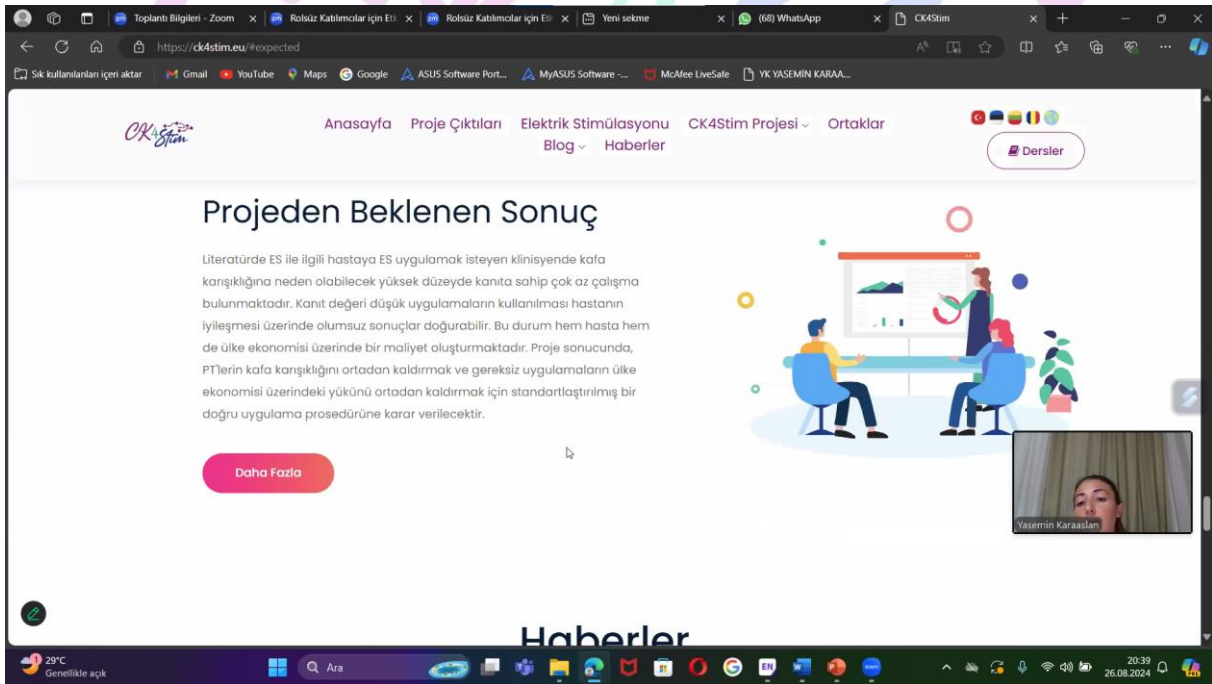 Toplantı Bilgileri - Zoom
Rolsüz Katılımcılar için Eti
Rolsüz Katılımcılar için Eti
Yeni sekme
(68) WhatsApp
CK4Stim
https://ck4stim.eu/#expected
Sık kullanılanları içeri aktar
Gmail
YouTube
Maps
Google
ASUS Software Port...
MyASUS Software -...
McAfee LiveSafe
YK YASEMİN KARAA...
CK4Stim
Anasayfa Proje Çıktıları Elektrik Stimülasyonu CK4Stim Projesi Ortaklar
Blog Haberler
Dersler
Projeden Beklenen Sonuç
Literatürde ES ile ilgili hastaya ES uygulamak isteyen klinisyende kafa
karışıklığına neden olabilecek yüksek düzeyde kanıta sahip çok az çalışma
bulunmaktadır. Kanıt değeri düşük uygulamaların kullanılması hastanın
iyileşmesi üzerinde olumsuz sonuçlar doğurabilir. Bu durum hem hasta hem
de ülke ekonomisi üzerinde bir maliyet oluşturmaktadır. Proje sonucunda,
PT'lerin kafa karışıklığını ortadan kaldırmak ve gereksiz uygulamaların ülke
ekonomisi üzerindeki yükünü ortadan kaldırmak için standartlaştırılmış bir
doğru uygulama prosedürüne karar verilecektir.
Daha Fazla
Yasemin Karaaslan
Haberler
29°C
Genellikle açık
Ara
20:39
26.08.2024